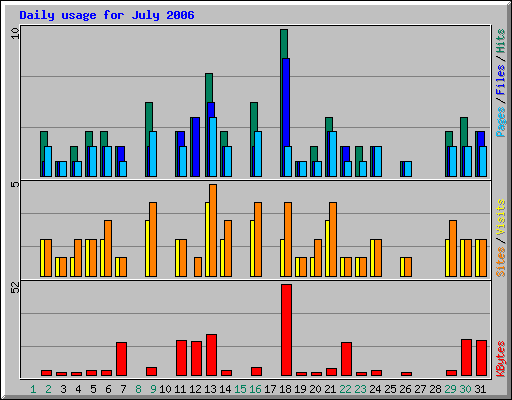 Daily usage for July 2006
10
5
52
Pages / Files / Hits
Sites / Visits
KBytes
1 2 3 4 5 6 7 8 9 10 11 12 13 14 15 16 17 18 19 20 21 22 23 24 25 26 27 28 29 30 31